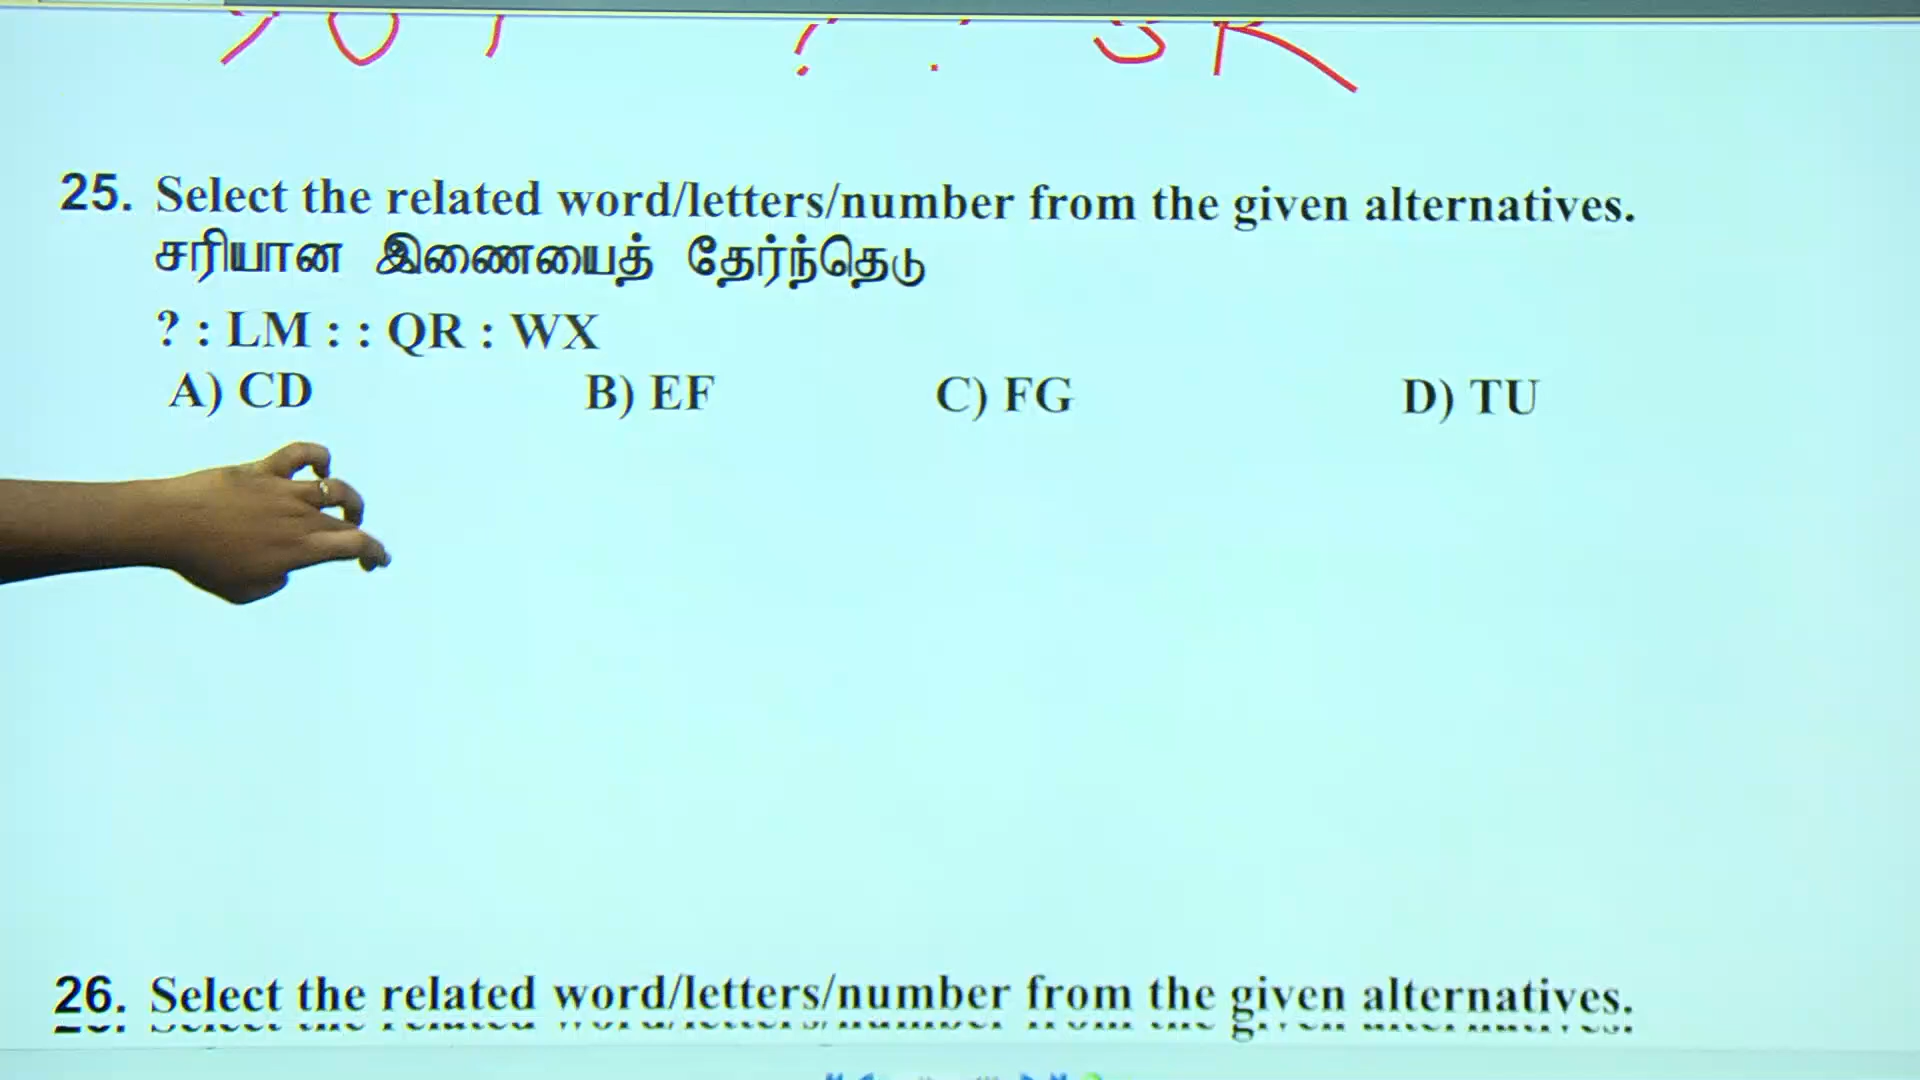 25. Select the related word/letters/number from the given alternatives.
சரியான இணையைத் தேர்ந்தெடு
? : LM : : QR : WX
A) CD B) EF C) FG D) TU
26. Select the related word/letters/number from the given alternatives.